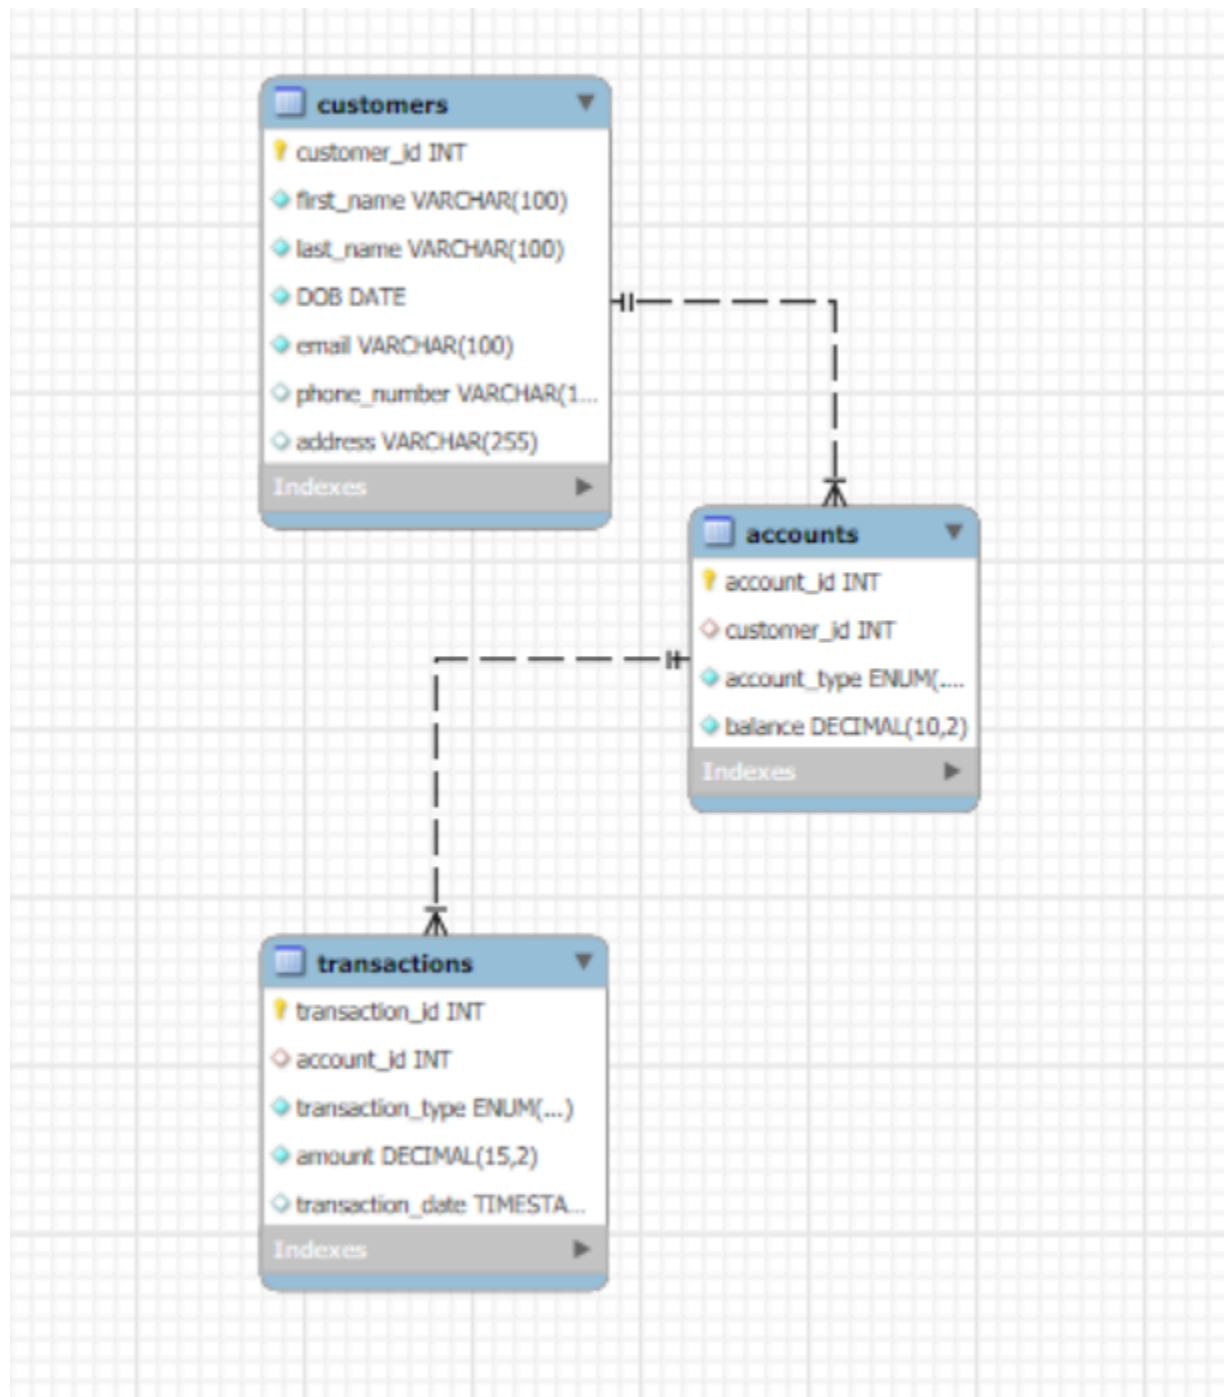 customers
customer_id INT
first_name VARCHAR(100)
last_name VARCHAR(100)
DOB DATE
email VARCHAR(100)
phone_number VARCHAR(1...
address VARCHAR(255)
Indexes
accounts
account_id INT
customer_id INT
account_type ENUM(....
balance DECIMAL(10,2)
Indexes
transactions
transaction_id INT
account_id INT
transaction_type ENUM(...)
amount DECIMAL(15,2)
transaction_date TIMESTA...
Indexes